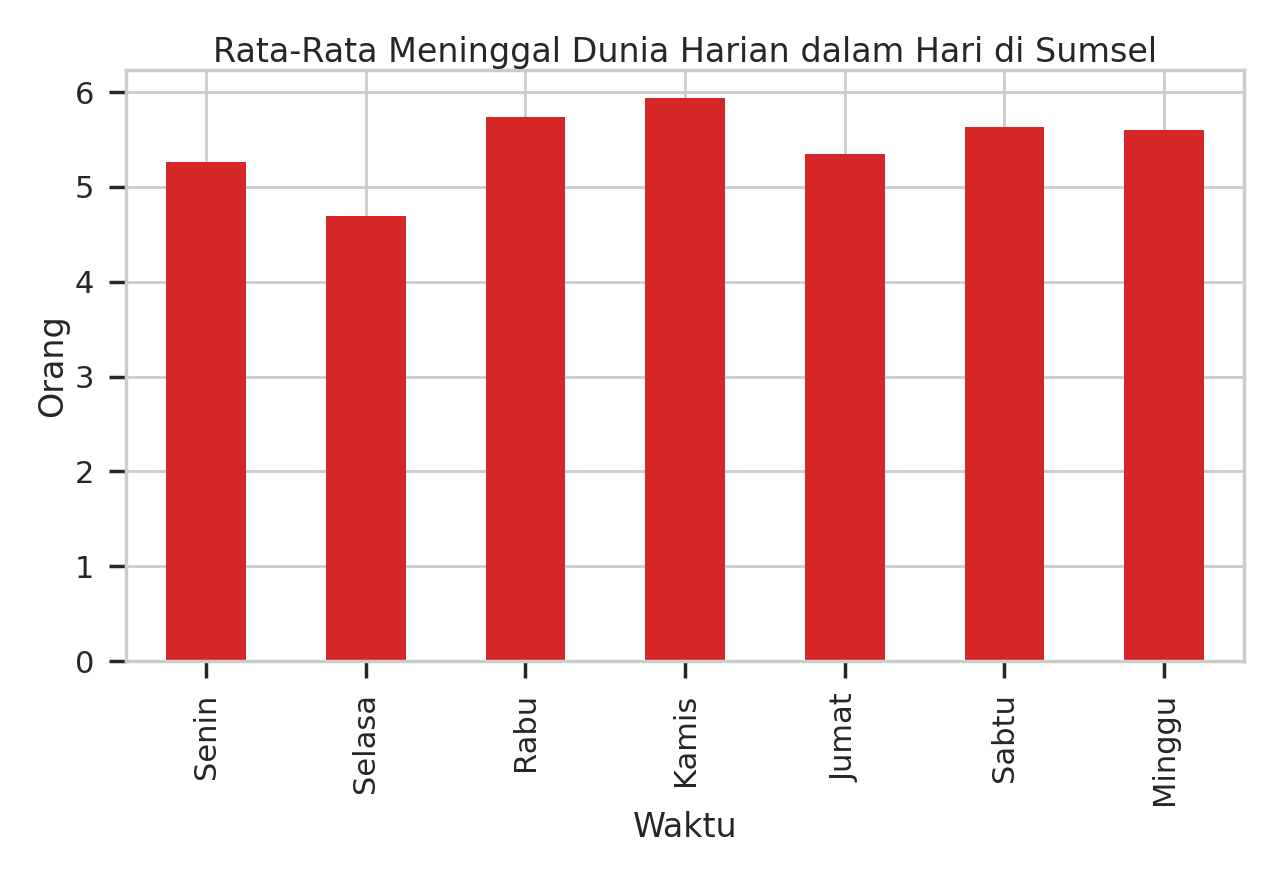 Rata-Rata Meninggal Dunia Harian dalam Hari di Sumsel
6
5
4
3
2
1
0
Orang
Senin
Selasa
Rabu
Kamis
Jumat
Sabtu
Minggu
Waktu